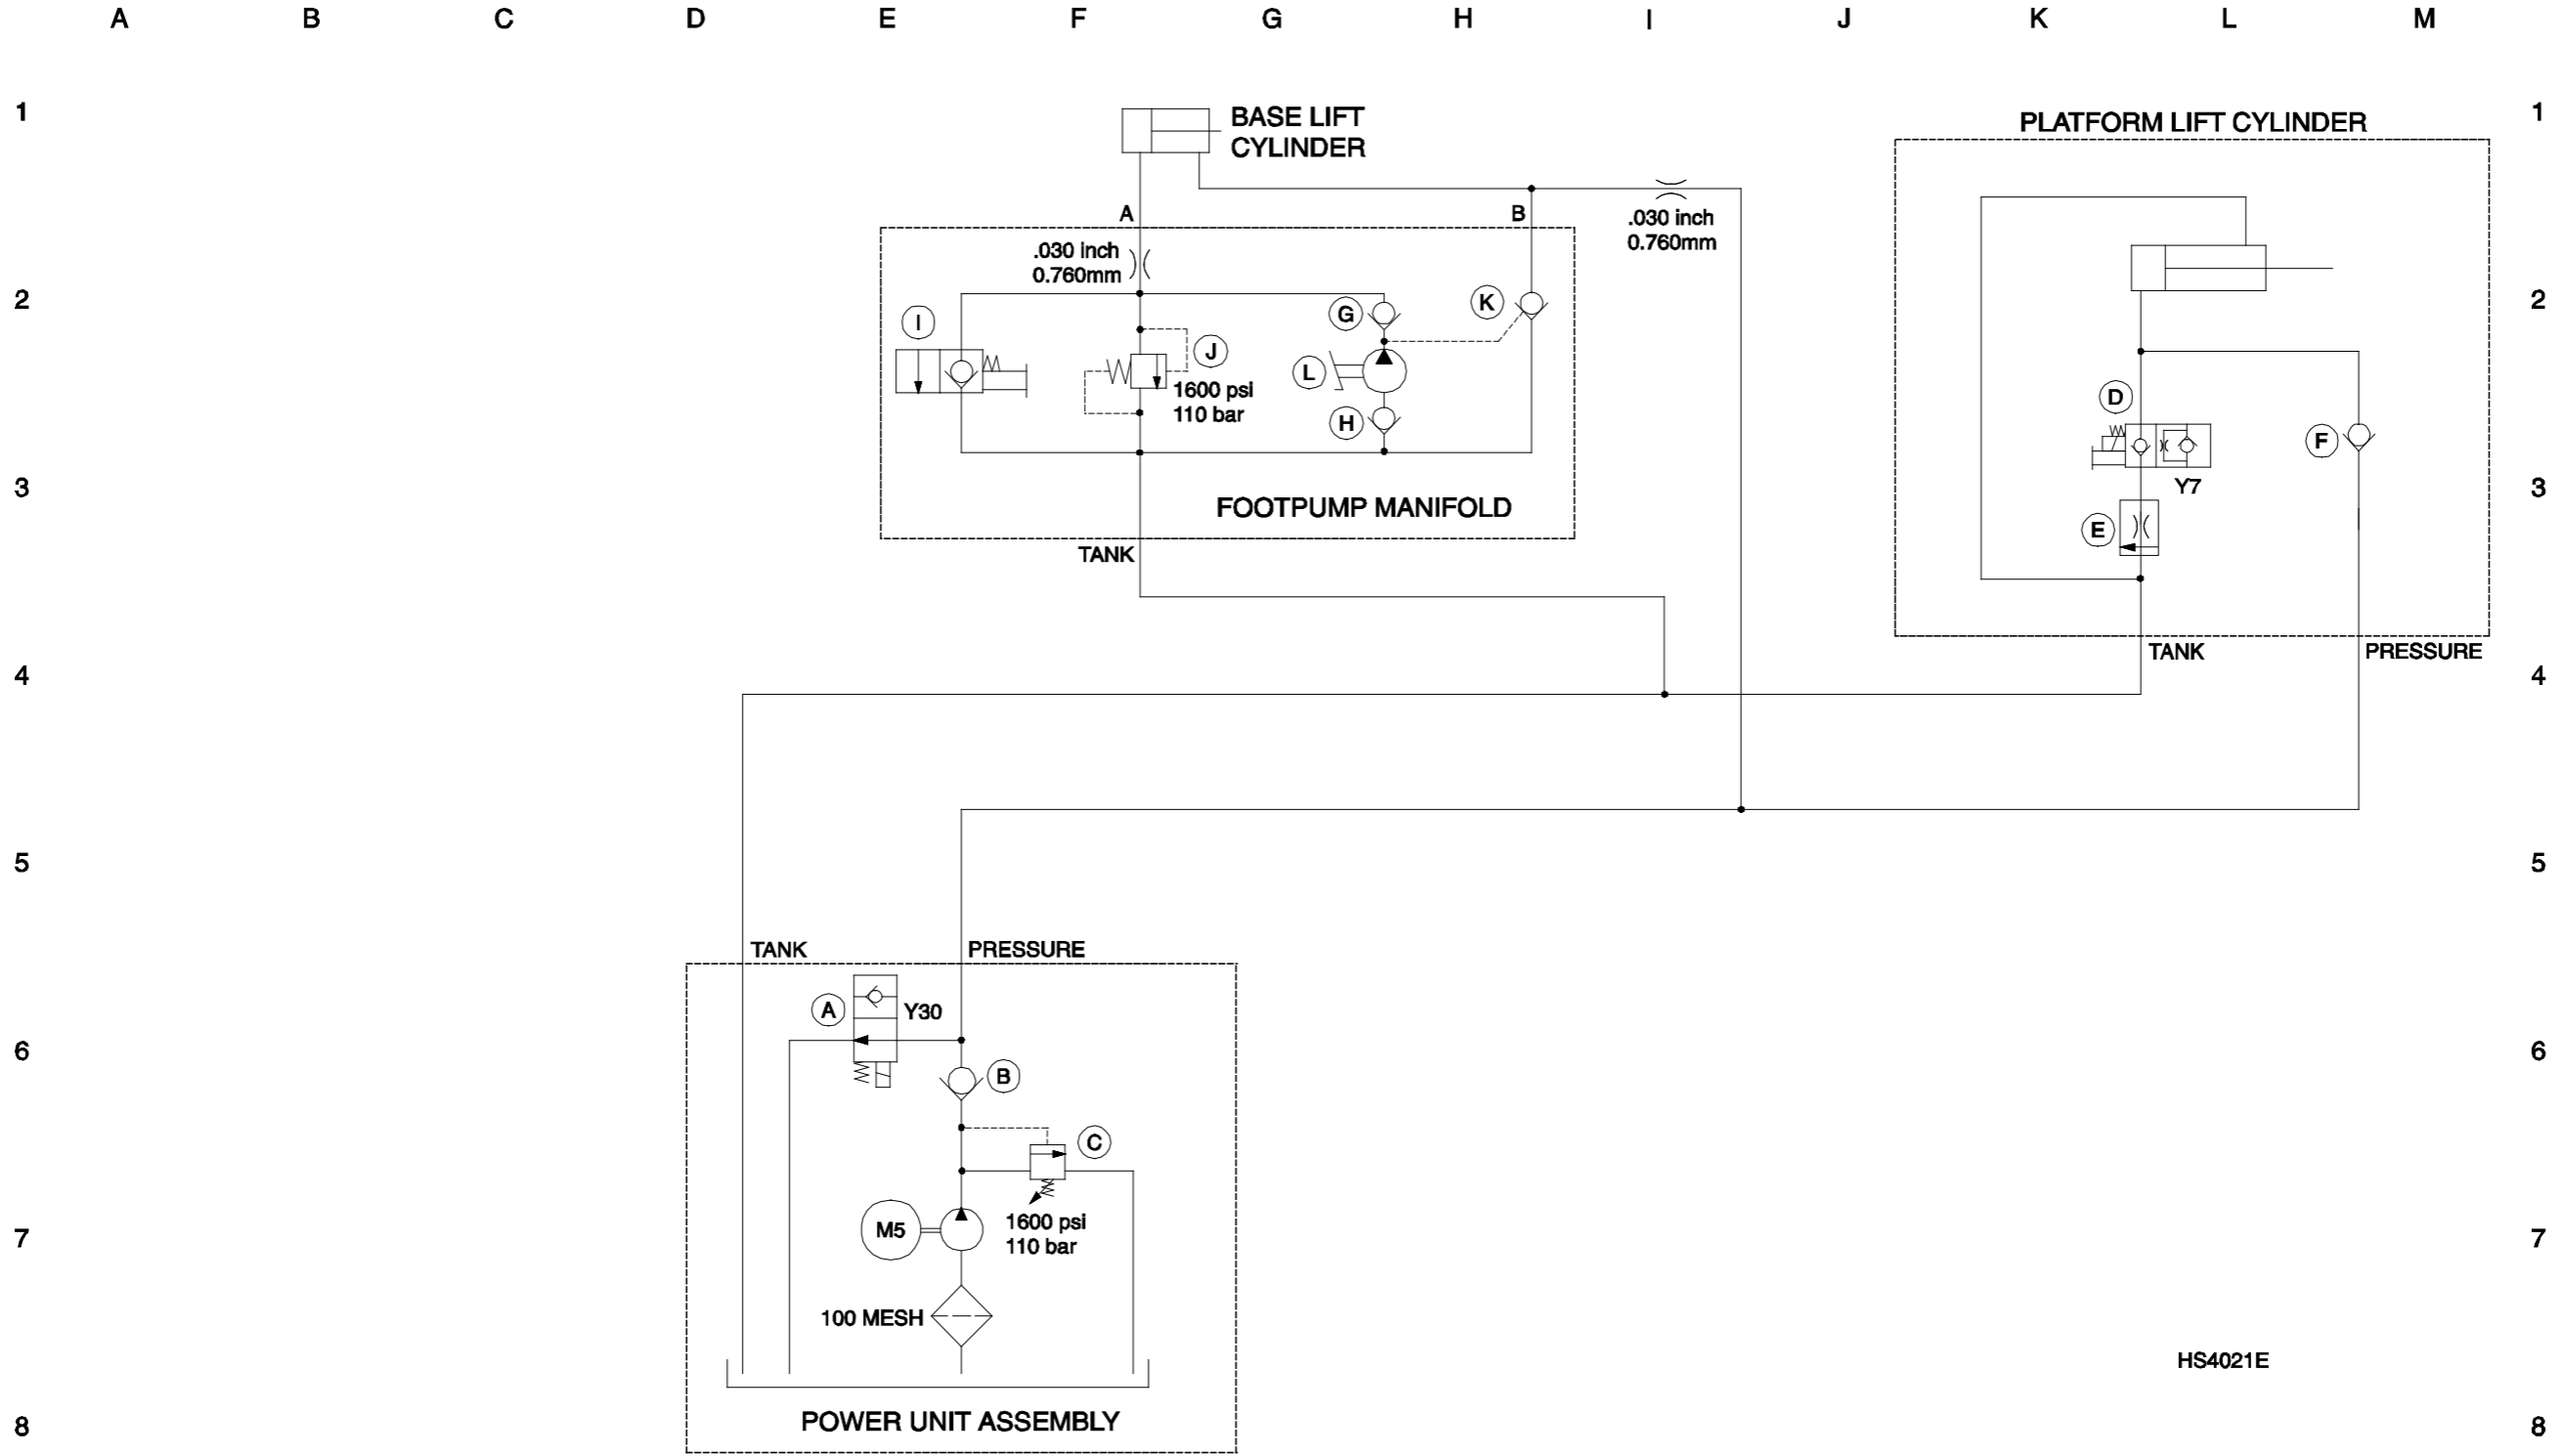 A B C D E F G H I J K L M
1 1
BASE LIFT
CYLINDER
PLATFORM LIFT CYLINDER
A
B
.030 inch
0.760mm
.030 inch
0.760mm
2 2
I
G
K
J
L
1600 psi
110 bar
H
D
F
Y7
3 3
FOOTPUMP MANIFOLD
E
TANK
TANK
PRESSURE
4 4
5 5
TANK
PRESSURE
A
Y30
6 6
B
C
M5
1600 psi
110 bar
7 7
100 MESH
HS4021E
POWER UNIT ASSEMBLY
8 8